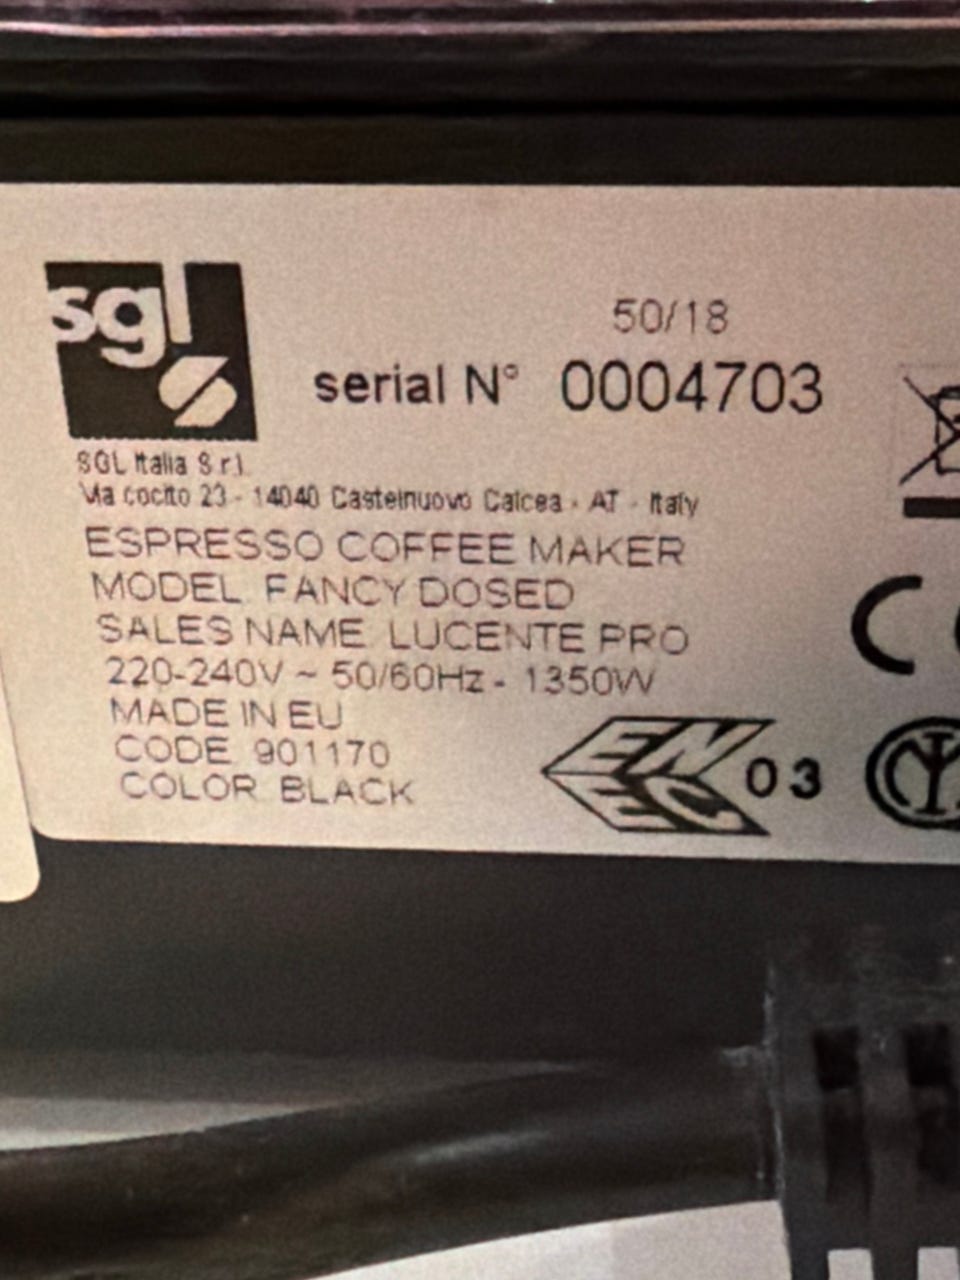 sgl
50/18
serial N° 0004703
SGL Italia S.r.l.
Via cocito 23 - 14040 Castelnuovo Calcea - AT - Italy
ESPRESSO COFFEE MAKER
MODEL FANCY DOSED
SALES NAME LUCENTE PRO
220-240V ~ 50/60Hz - 1350W
MADE IN EU
CODE 901170
COLOR BLACK
CE
ENEC 03